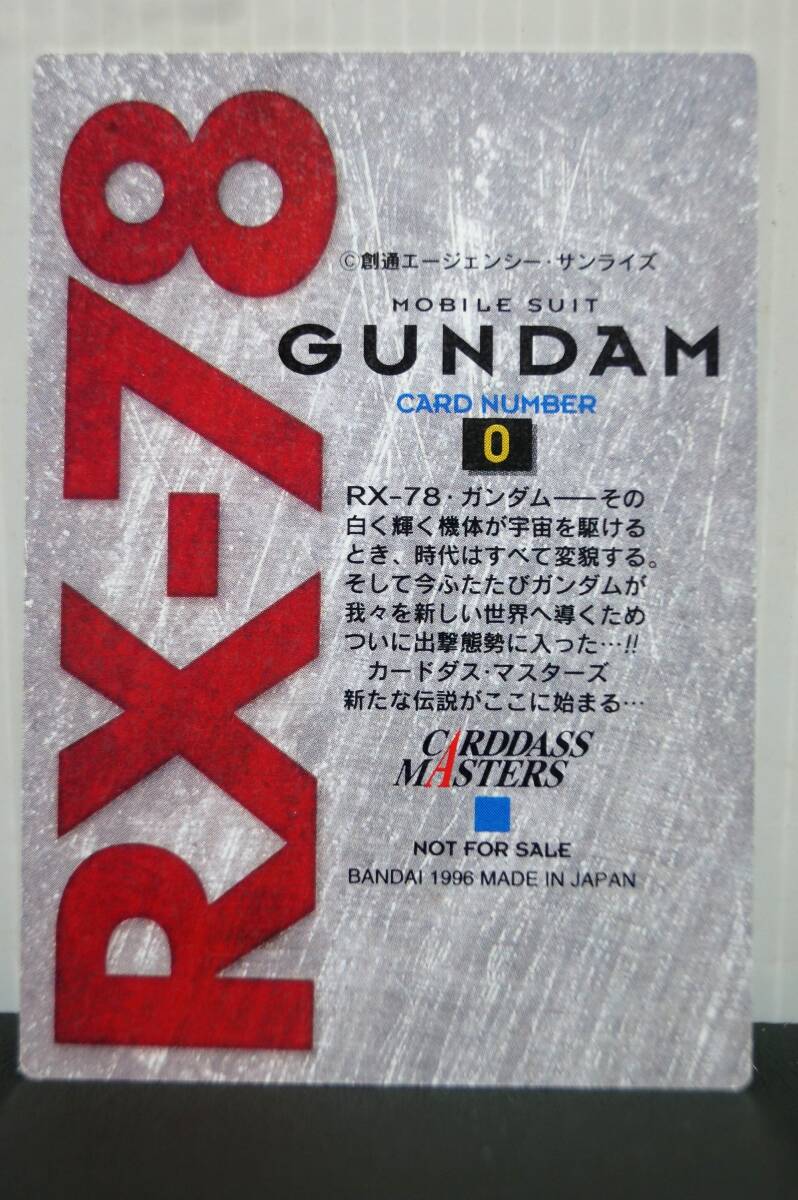 RX-78
©創通エージェンシー・サンライズ
MOBILE SUIT
GUNDAM
CARD NUMBER
0
RX-78・ガンダム──その
白く輝く機体が宇宙を駆ける
とき、時代はすべて変貌する。
そして今ふたたびガンダムが
我々を新しい世界へ導くため
ついに出撃態勢に入った…!!
カードダス・マスターズ
新たな伝説がここに始まる…
CARDDASS
MASTERS
NOT FOR SALE
BANDAI 1996 MADE IN JAPAN